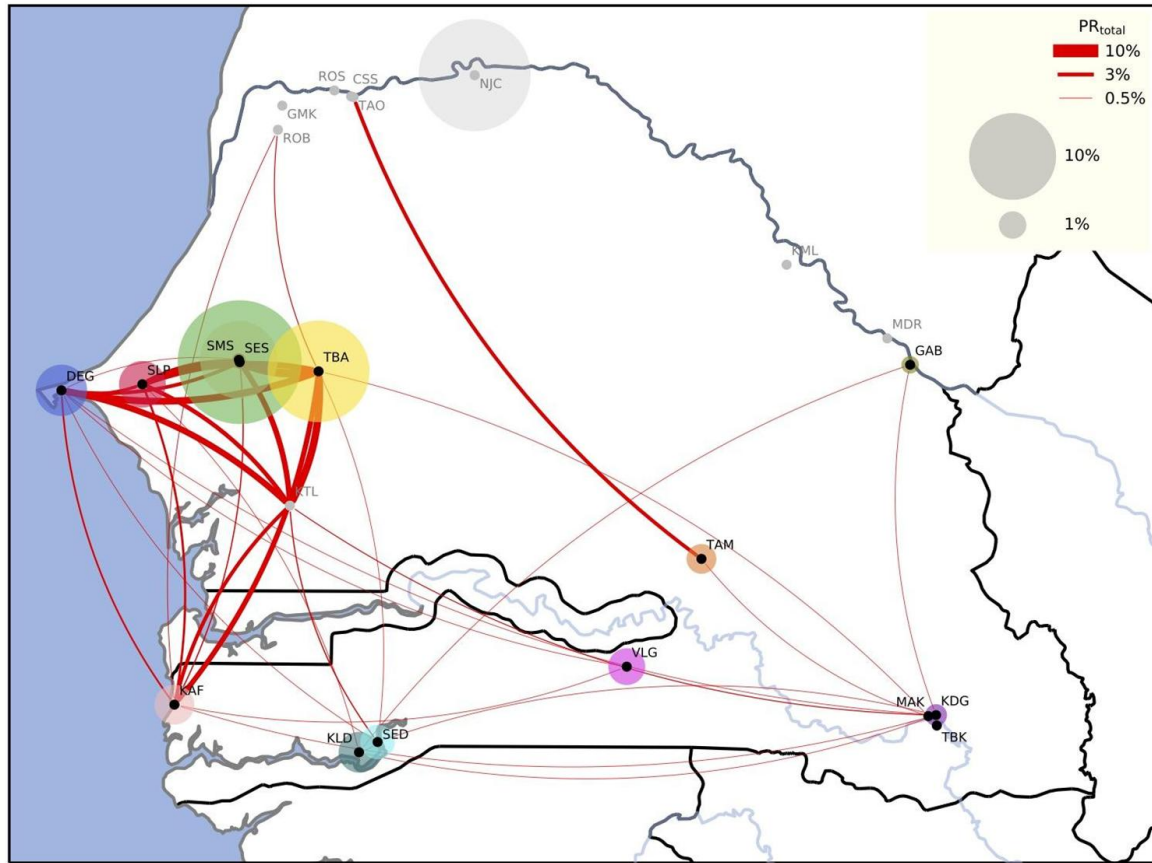 PRtotal
10%
3%
0.5%
10%
1%
ROS
CSS
NJC
TAO
GMK
ROB
KML
MDR
GAB
SMS
SES
TBA
DEG
SLP
KTL
TAM
VLG
KAF
MAK
KDG
KLD
SED
TBK